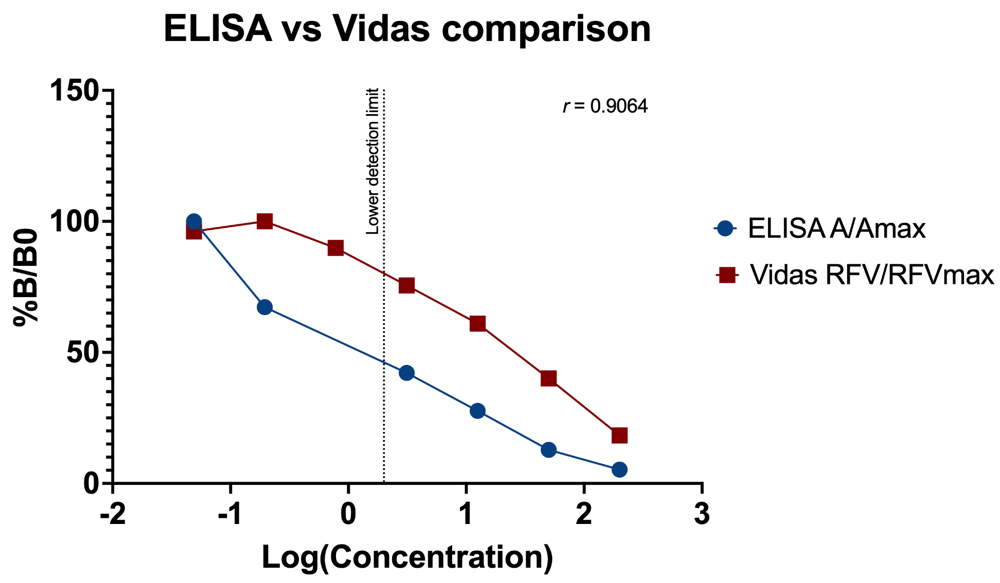 ELISA vs Vidas comparison
150
100
50
0
%B/B0
Lower detection limit
r = 0.9064
ELISA A/Amax
Vidas RFV/RFVmax
-2 -1 0 1 2 3
Log(Concentration)